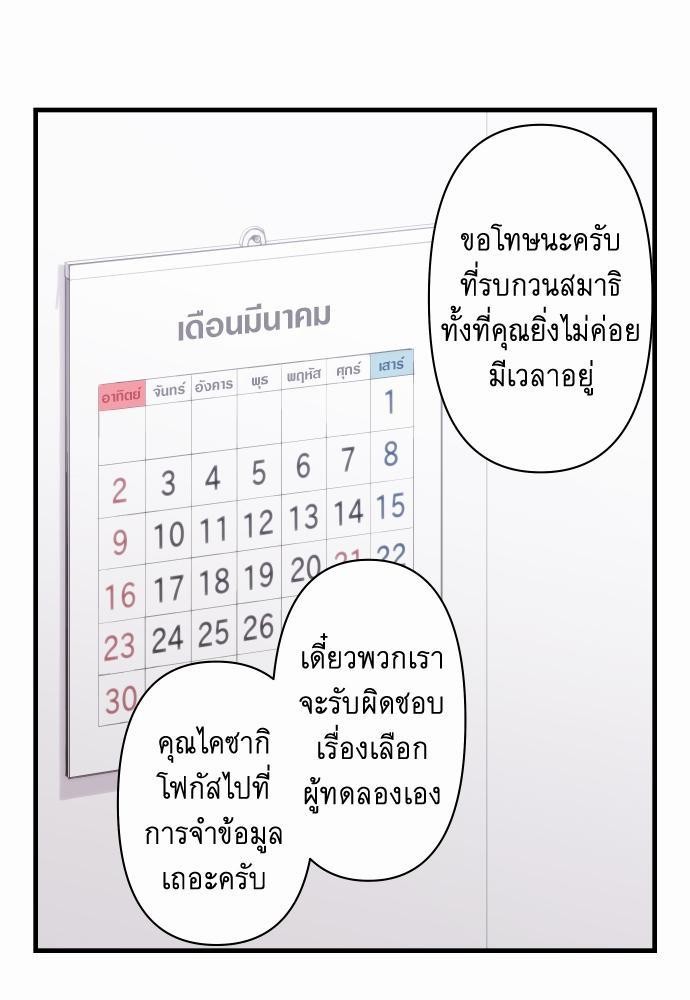 ขอโทษนะครับ
ที่รบกวนสมาธิ
ทั้งที่คุณยิ่งไม่ค่อย
มีเวลาอยู่
เดือนมีนาคม
อาทิตย์ จันทร์ อังคาร พุธ พฤหัส ศุกร์ เสาร์
1
2 3 4 5 6 7 8
9 10 11 12 13 14 15
16 17 18 19 20 21 22
23 24 25 26
30
เดี๋ยวพวกเรา
จะรับผิดชอบ
เรื่องเลือก
ผู้ทดลองเอง
คุณไคซากิ
โฟกัสไปที่
การจำข้อมูล
เถอะครับ